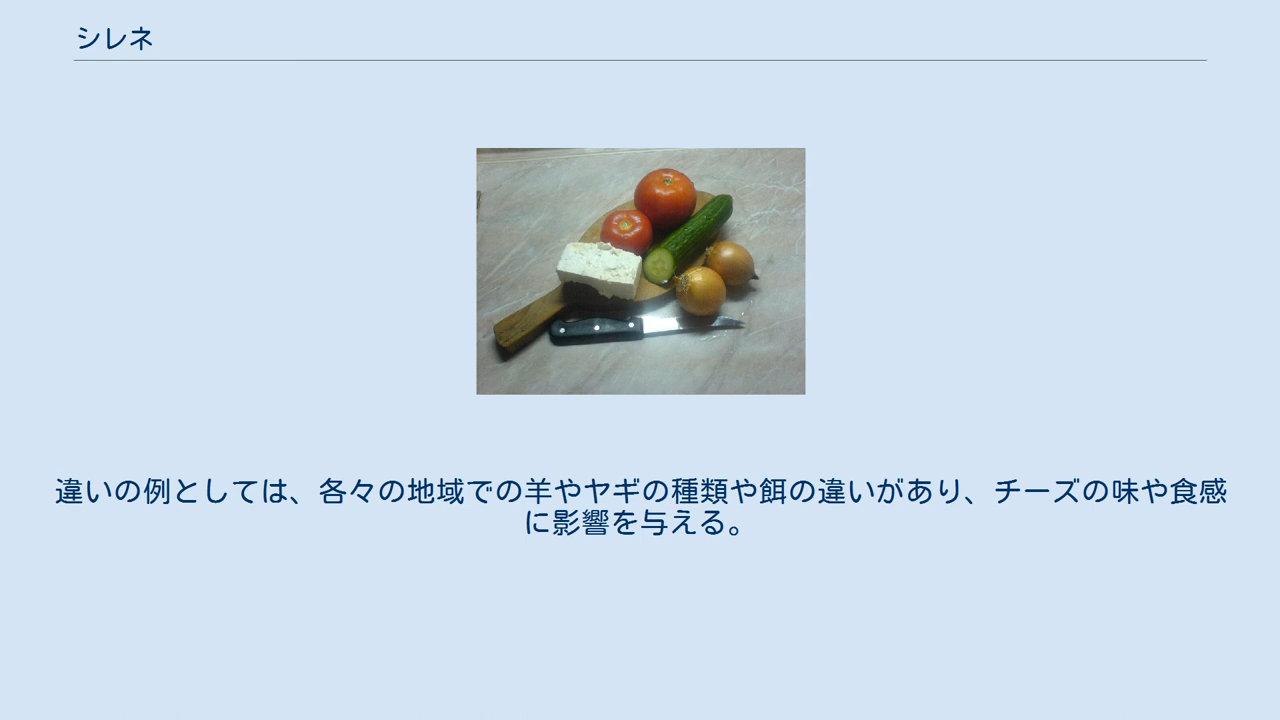 シレネ
違いの例としては、各々の地域での羊やヤギの種類や餌の違いがあり、チーズの味や食感
に影響を与える。